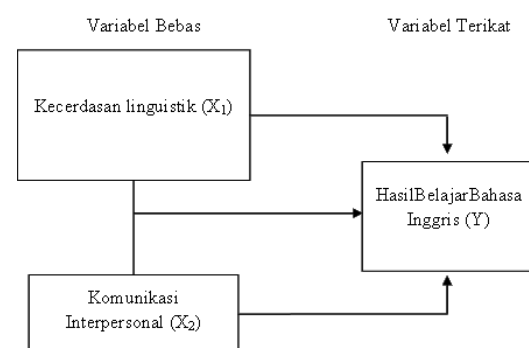 Variabel Bebas
Variabel Terikat
Kecerdasan linguistik (X₁)
HasilBelajarBahasa
Inggris (Y)
Komunikasi
Interpersonal (X₂)